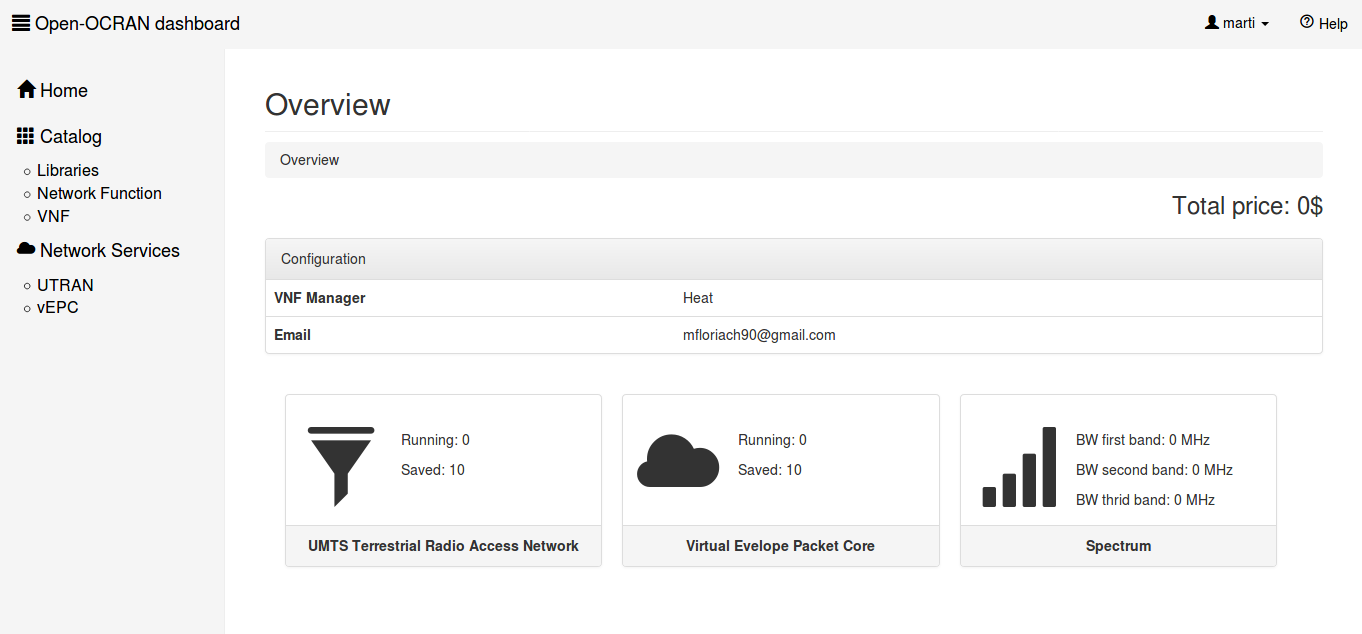 Open-OCRAN dashboard
marti
Help
Home
Catalog
Libraries
Network Function
VNF
Network Services
UTRAN
vEPC
Overview
Overview
Total price: 0$
Configuration
VNF Manager Heat
Email mfloriach90@gmail.com
Running: 0
Saved: 10
UMTS Terrestrial Radio Access Network
Running: 0
Saved: 10
Virtual Evelope Packet Core
BW first band: 0 MHz
BW second band: 0 MHz
BW thrid band: 0 MHz
Spectrum